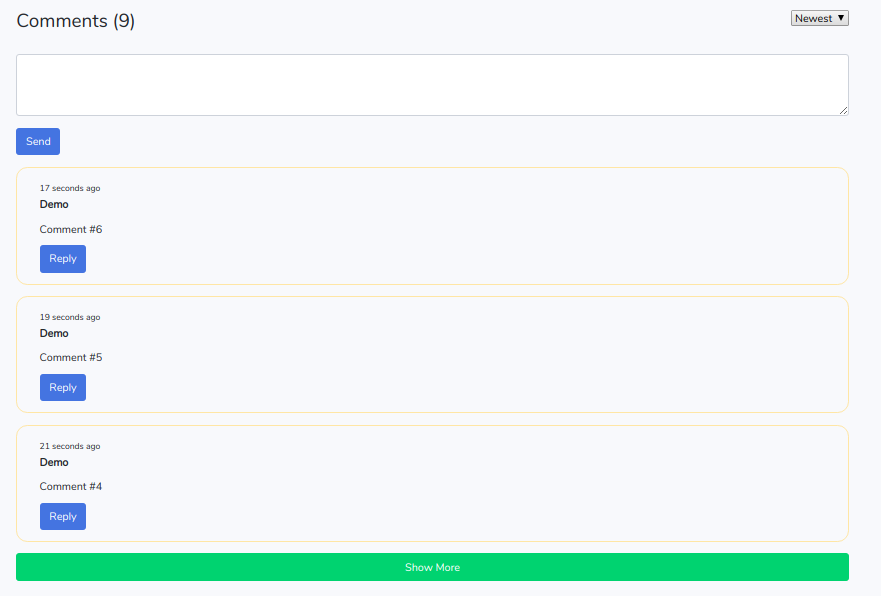 Comments (9)
Newest ▼
Send
17 seconds ago
Demo
Comment #6
Reply
19 seconds ago
Demo
Comment #5
Reply
21 seconds ago
Demo
Comment #4
Reply
Show More